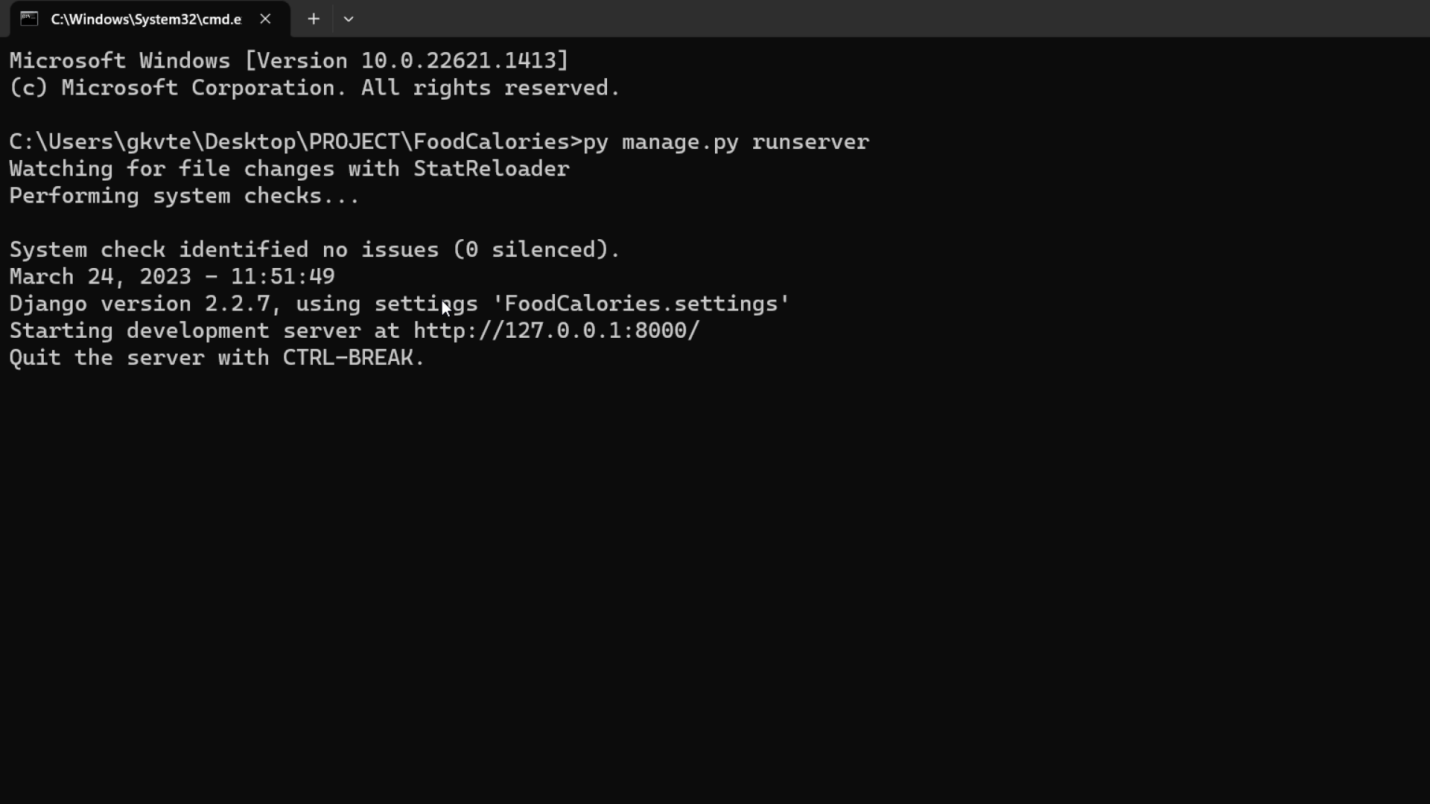 C:\Windows\System32\cmd.e
Microsoft Windows [Version 10.0.22621.1413]
(c) Microsoft Corporation. All rights reserved.
C:\Users\gkvte\Desktop\PROJECT\FoodCalories>py manage.py runserver
Watching for file changes with StatReloader
Performing system checks...
System check identified no issues (0 silenced).
March 24, 2023 - 11:51:49
Django version 2.2.7, using settings 'FoodCalories.settings'
Starting development server at http://127.0.0.1:8000/
Quit the server with CTRL-BREAK.